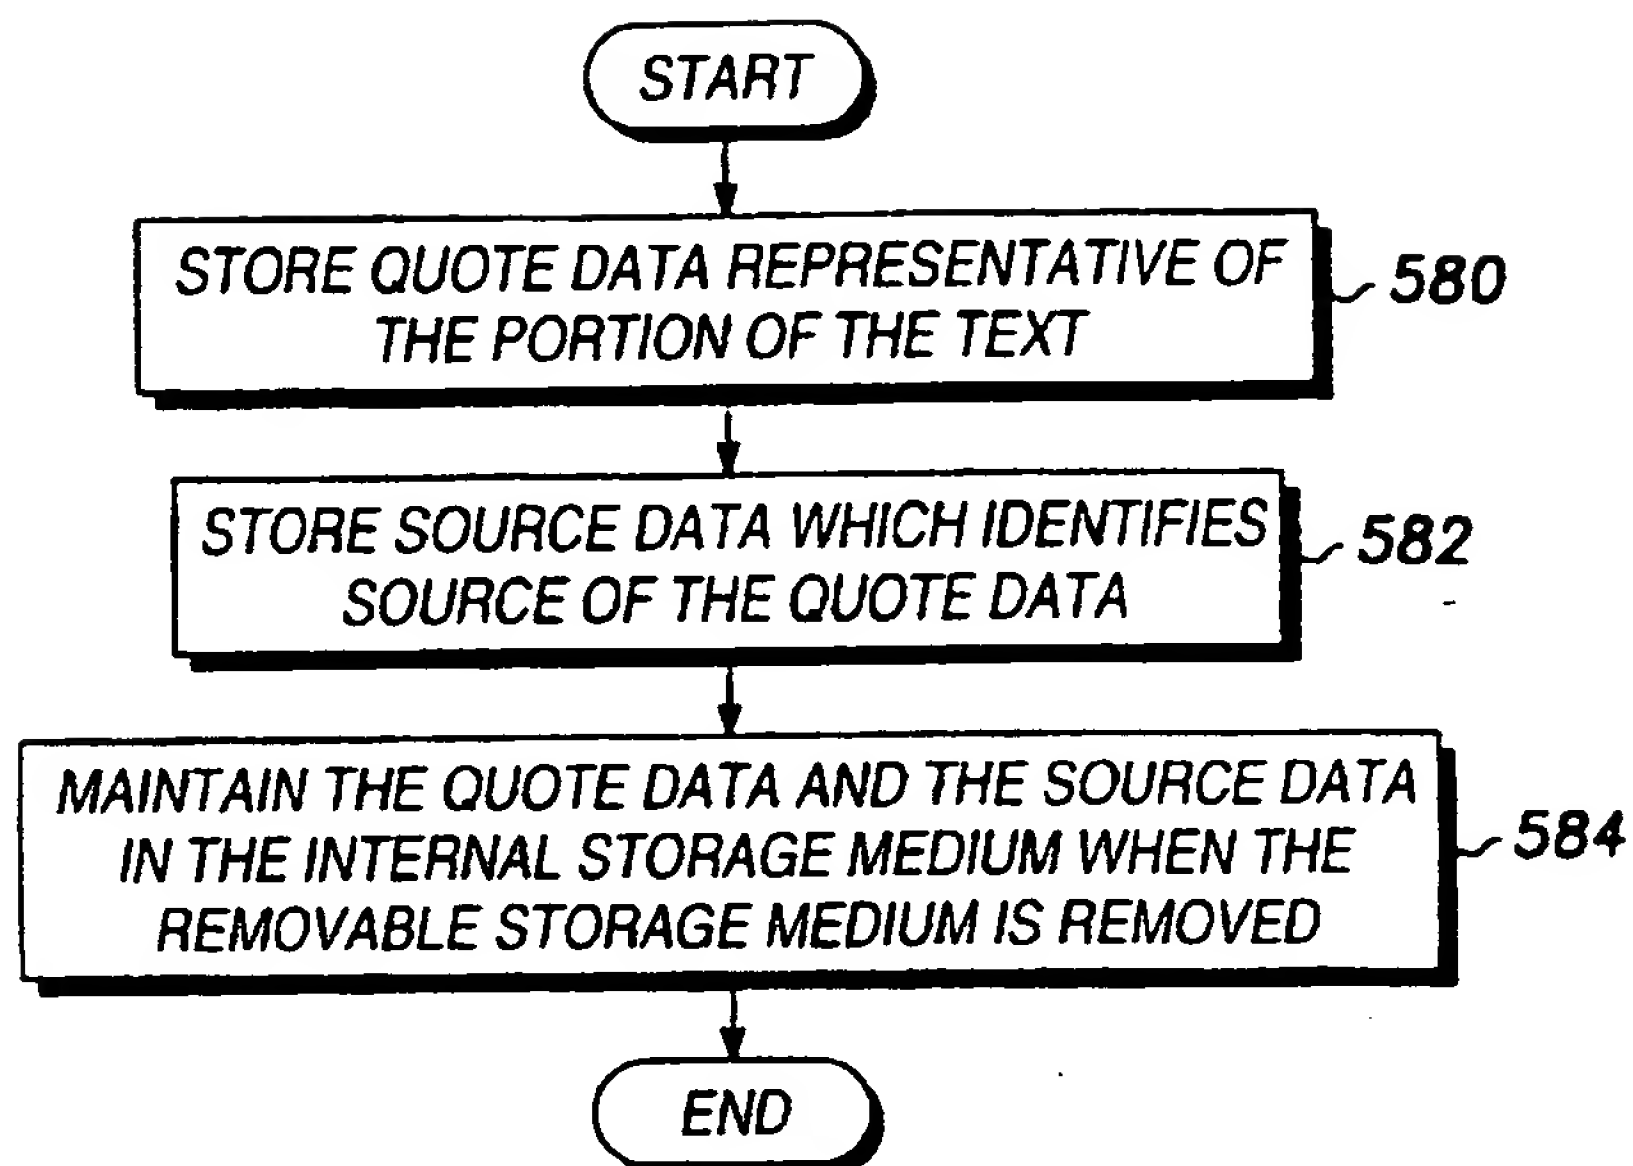 START
STORE QUOTE DATA REPRESENTATIVE OF
THE PORTION OF THE TEXT
580
STORE SOURCE DATA WHICH IDENTIFIES
SOURCE OF THE QUOTE DATA
582
MAINTAIN THE QUOTE DATA AND THE SOURCE DATA
IN THE INTERNAL STORAGE MEDIUM WHEN THE
REMOVABLE STORAGE MEDIUM IS REMOVED
584
END